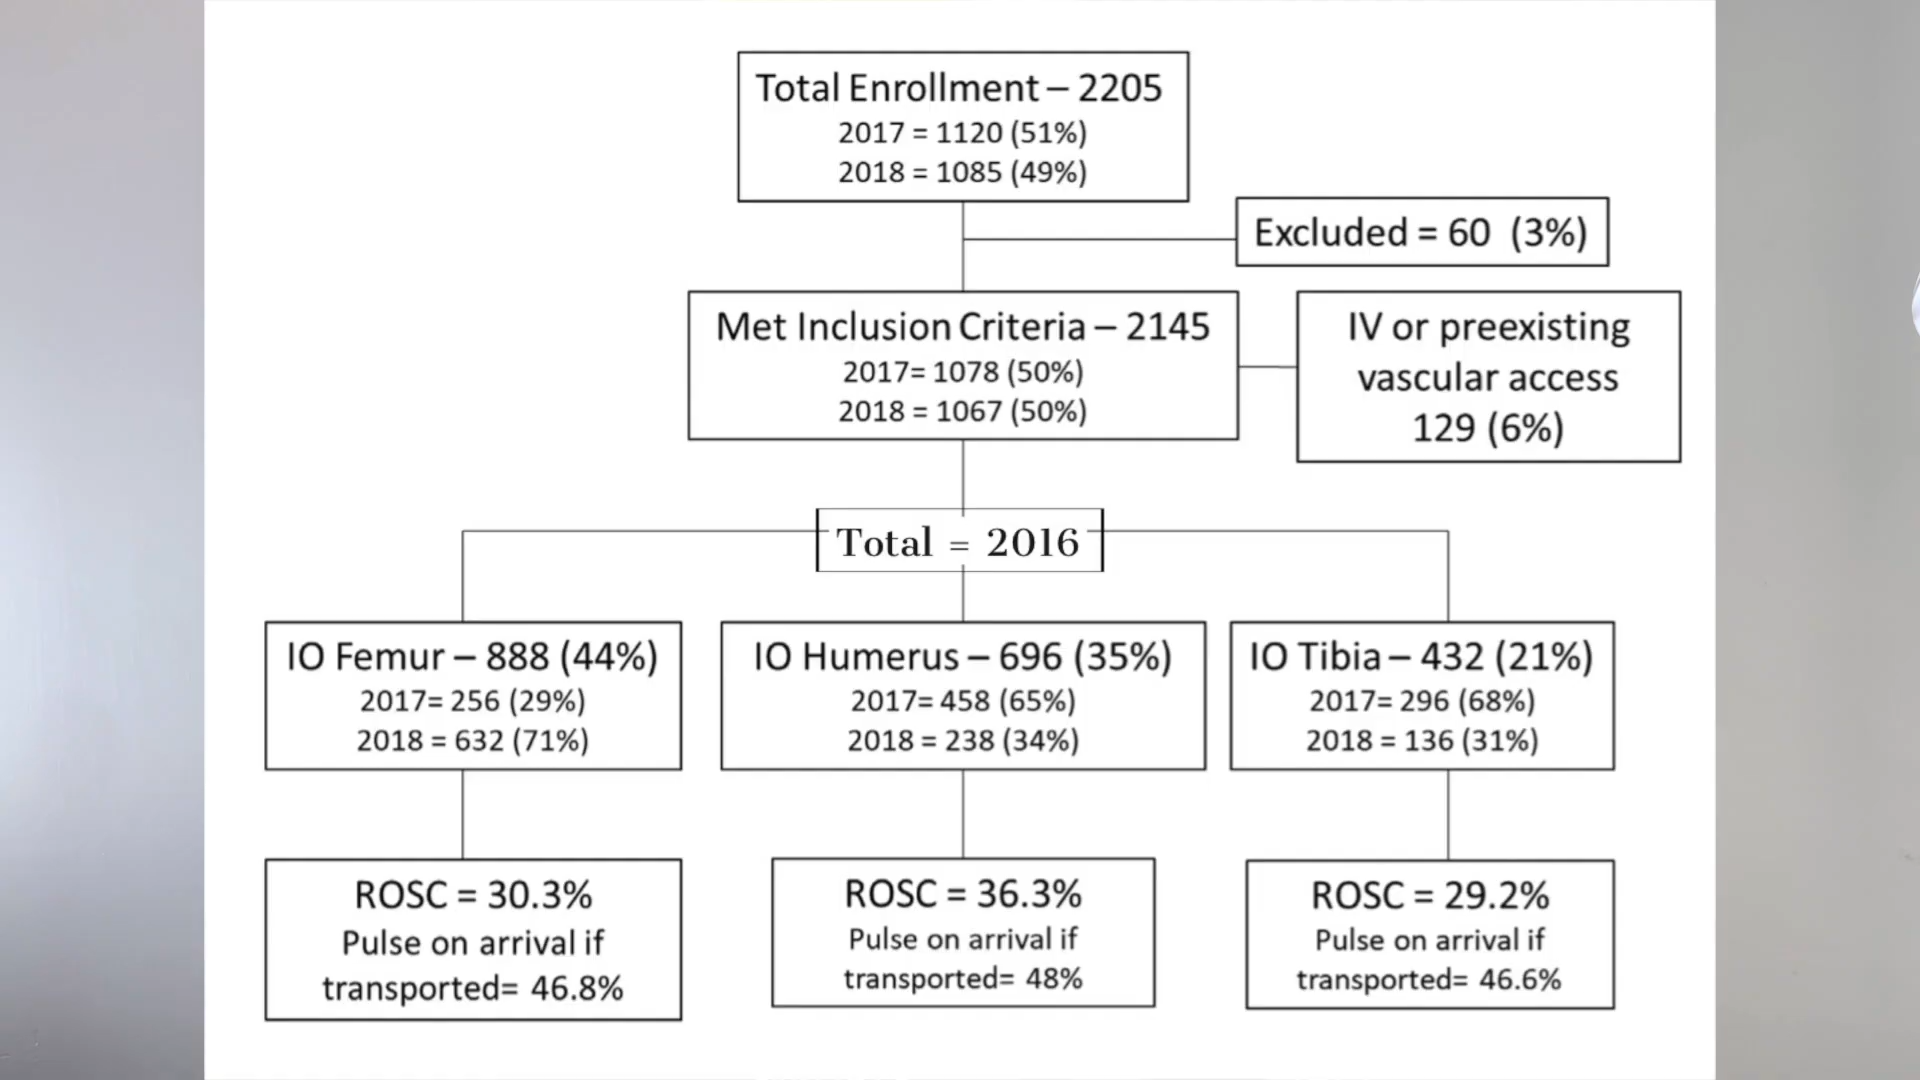 Total Enrollment – 2205
2017 = 1120 (51%)
2018 = 1085 (49%)
Excluded = 60 (3%)
Met Inclusion Criteria – 2145
2017= 1078 (50%)
2018 = 1067 (50%)
IV or preexisting
vascular access
129 (6%)
Total = 2016
IO Femur – 888 (44%)
2017= 256 (29%)
2018 = 632 (71%)
IO Humerus – 696 (35%)
2017= 458 (65%)
2018 = 238 (34%)
IO Tibia – 432 (21%)
2017= 296 (68%)
2018 = 136 (31%)
ROSC = 30.3%
Pulse on arrival if
transported= 46.8%
ROSC = 36.3%
Pulse on arrival if
transported= 48%
ROSC = 29.2%
Pulse on arrival if
transported= 46.6%